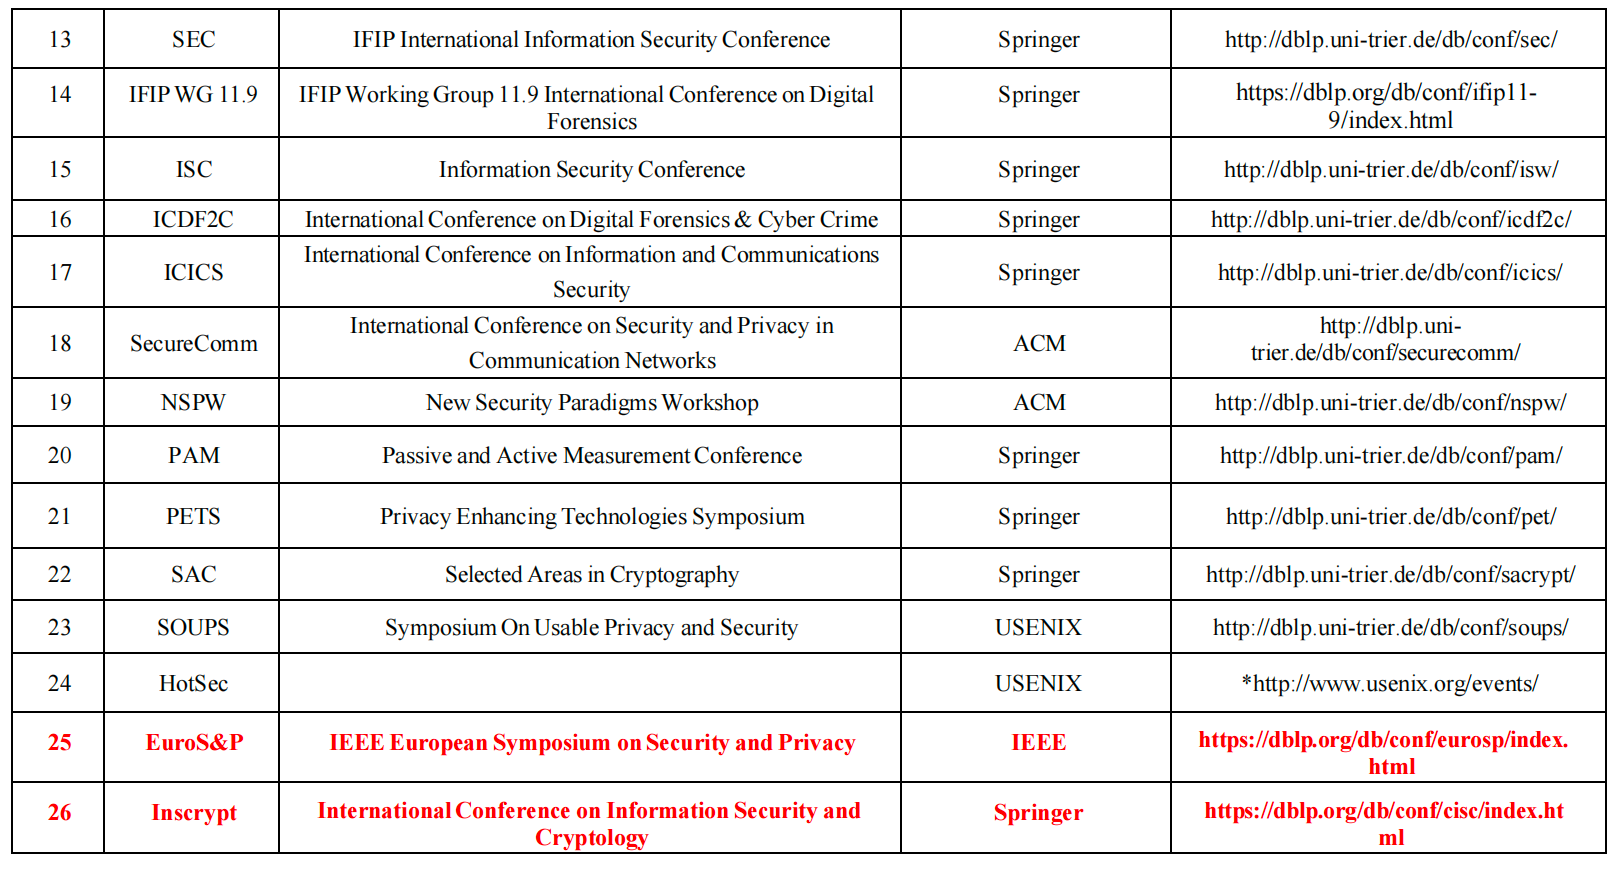 13 SEC IFIP International Information Security Conference Springer http://dblp.uni-trier.de/db/conf/sec/
14 IFIP WG 11.9 IFIP Working Group 11.9 International Conference on Digital Springer https://dblp.org/db/conf/ifip11-
Forensics 9/index.html
15 ISC Information Security Conference Springer http://dblp.uni-trier.de/db/conf/isw/
16 ICDF2C International Conference on Digital Forensics & Cyber Crime Springer http://dblp.uni-trier.de/db/conf/icdf2c/
International Conference on Information and Communications
17 ICICS Springer http://dblp.uni-trier.de/db/conf/icics/
Security
International Conference on Security and Privacy in http://dblp.uni-
18 SecureComm ACM trier.de/db/conf/securecomm/
Communication Networks
19 NSPW New Security Paradigms Workshop ACM http://dblp.uni-trier.de/db/conf/nspw/
20 PAM Passive and Active Measurement Conference Springer http://dblp.uni-trier.de/db/conf/pam/
21 PETS Privacy Enhancing Technologies Symposium Springer http://dblp.uni-trier.de/db/conf/pet/
22 SAC Selected Areas in Cryptography Springer http://dblp.uni-trier.de/db/conf/sacrypt/
23 SOUPS Symposium On Usable Privacy and Security USENIX http://dblp.uni-trier.de/db/conf/soups/
24 HotSec USENIX *http://www.usenix.org/events/
25 EuroS&P IEEE European Symposium on Security and Privacy IEEE https://dblp.org/db/conf/eurosp/index.
html
26 Inscrypt International Conference on Information Security and Springer https://dblp.org/db/conf/cisc/index.ht
Cryptology ml